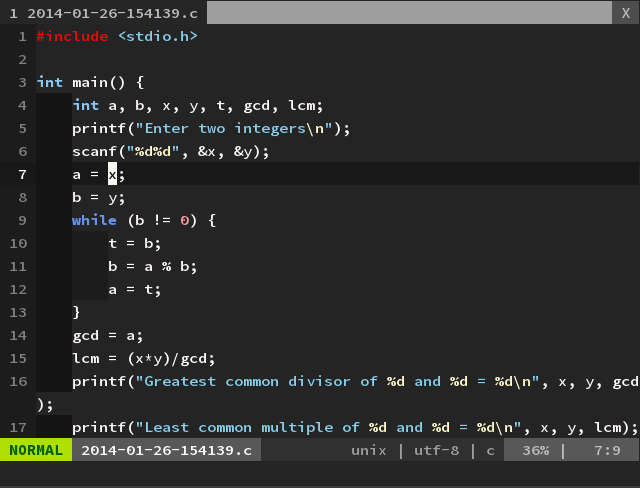 1 2014-01-26-154139.c X
1 #include <stdio.h>
2
3 int main() {
4 int a, b, x, y, t, gcd, lcm;
5 printf("Enter two integers\n");
6 scanf("%d%d", &x, &y);
7 a = x;
8 b = y;
9 while (b != 0) {
10 t = b;
11 b = a % b;
12 a = t;
13 }
14 gcd = a;
15 lcm = (x*y)/gcd;
16 printf("Greatest common divisor of %d and %d = %d\n", x, y, gcd
);
17 printf("Least common multiple of %d and %d = %d\n", x, y, lcm);
NORMAL 2014-01-26-154139.c unix | utf-8 | c 36% | 7:9